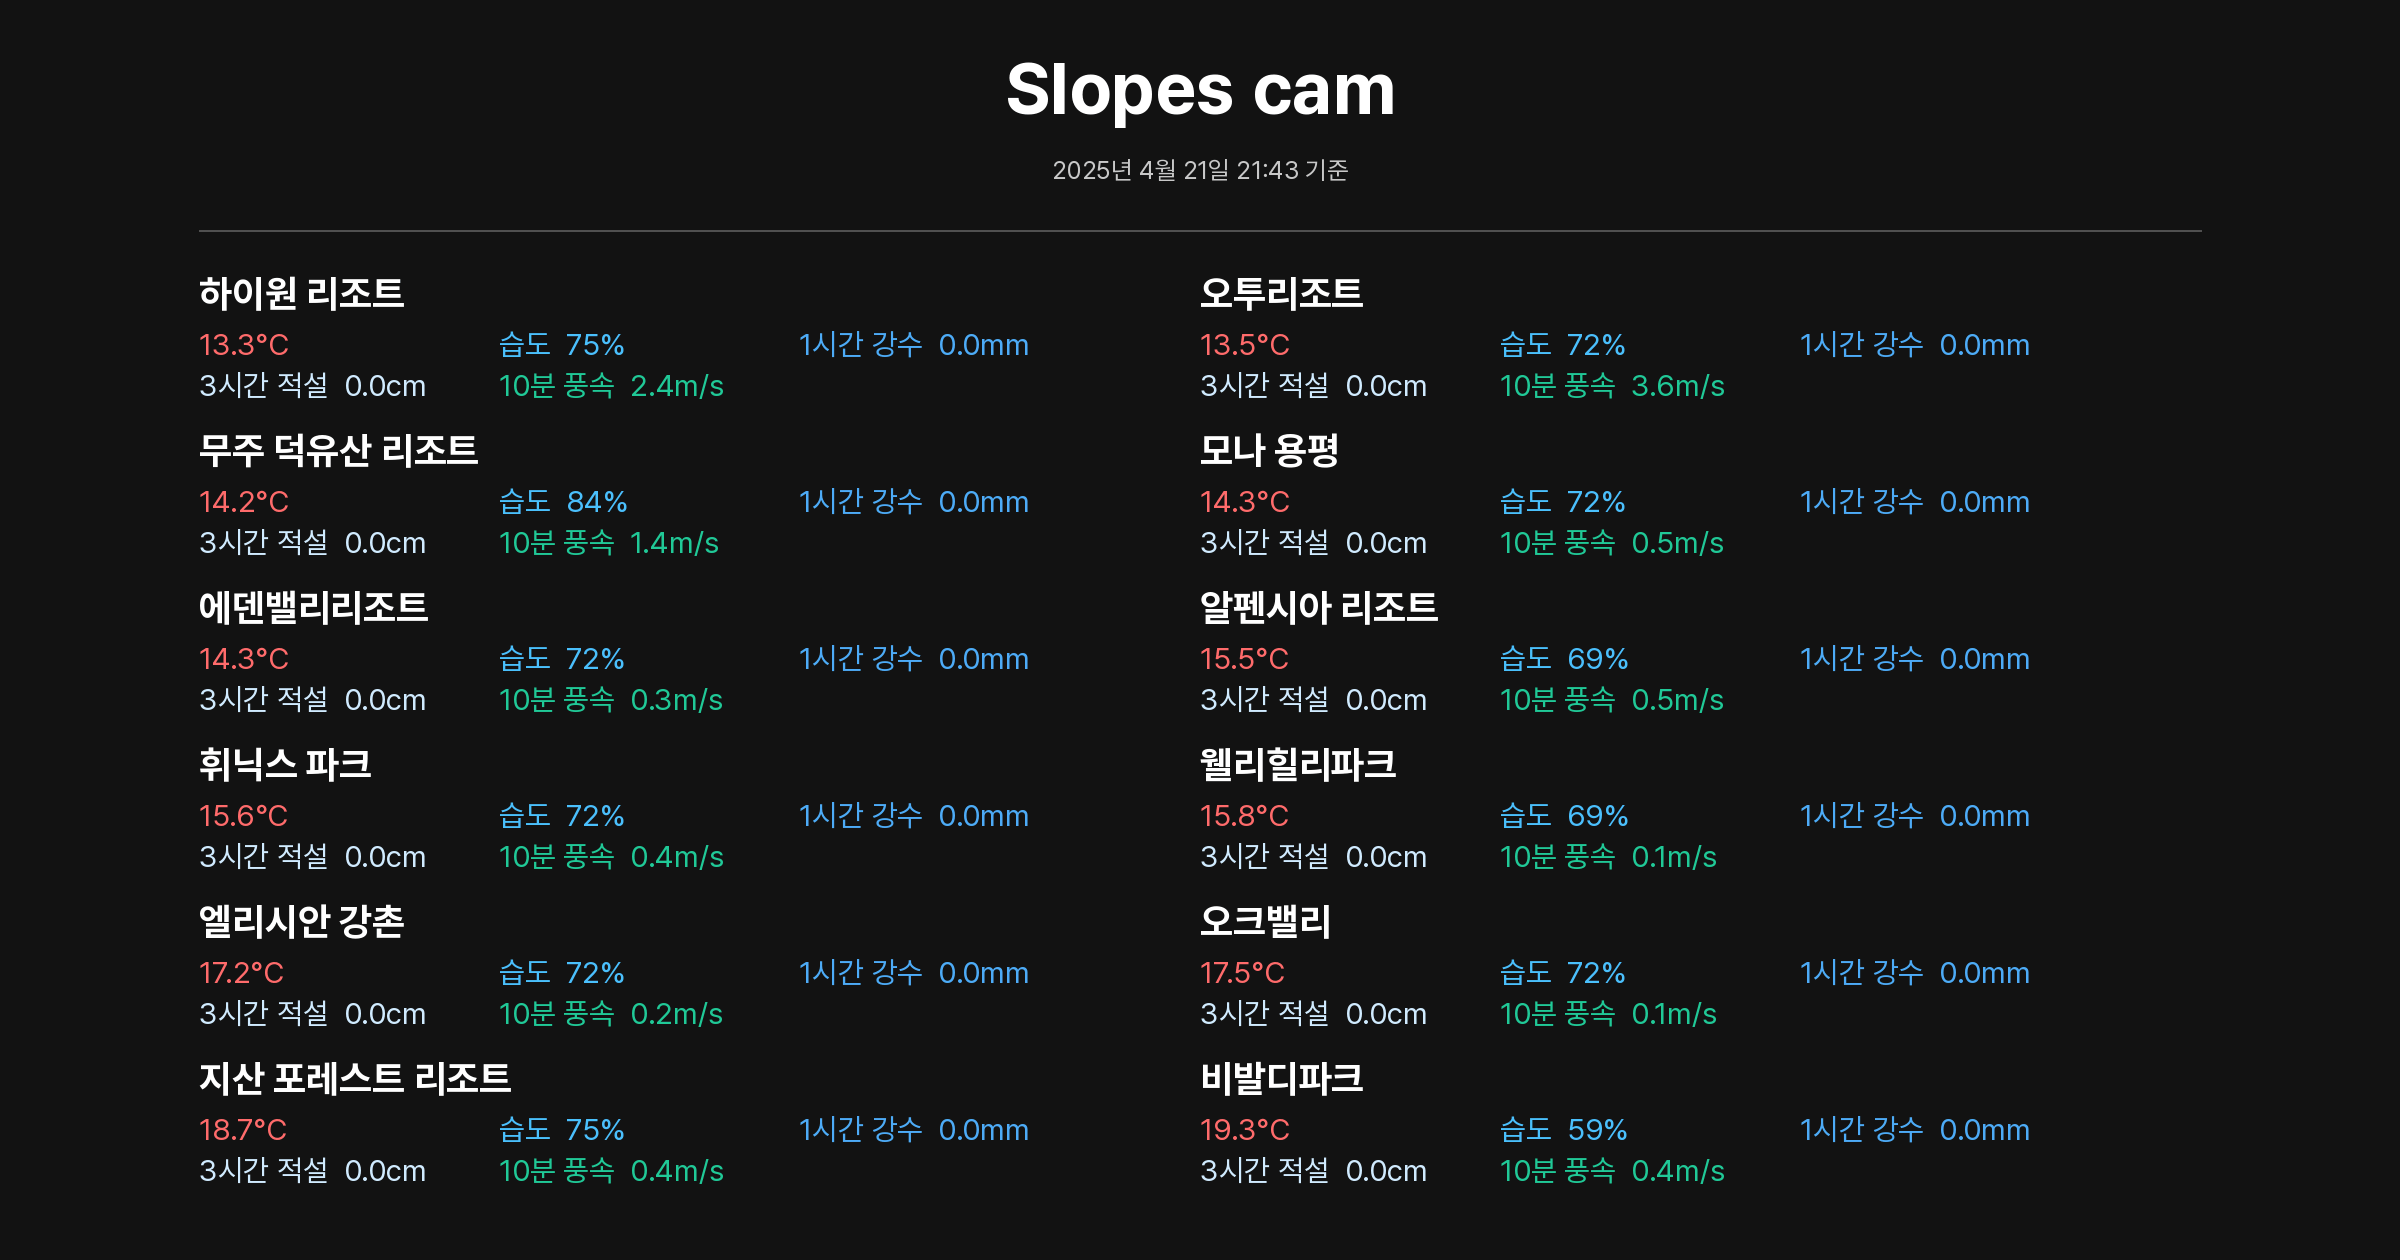 Slopes cam
2025년 4월 21일 21:43 기준
하이원 리조트
13.3°C 습도 75% 1시간 강수 0.0mm
3시간 적설 0.0cm 10분 풍속 2.4m/s
오투리조트
13.5°C 습도 72% 1시간 강수 0.0mm
3시간 적설 0.0cm 10분 풍속 3.6m/s
무주 덕유산 리조트
14.2°C 습도 84% 1시간 강수 0.0mm
3시간 적설 0.0cm 10분 풍속 1.4m/s
모나 용평
14.3°C 습도 72% 1시간 강수 0.0mm
3시간 적설 0.0cm 10분 풍속 0.5m/s
에덴밸리리조트
14.3°C 습도 72% 1시간 강수 0.0mm
3시간 적설 0.0cm 10분 풍속 0.3m/s
알펜시아 리조트
15.5°C 습도 69% 1시간 강수 0.0mm
3시간 적설 0.0cm 10분 풍속 0.5m/s
휘닉스 파크
15.6°C 습도 72% 1시간 강수 0.0mm
3시간 적설 0.0cm 10분 풍속 0.4m/s
웰리힐리파크
15.8°C 습도 69% 1시간 강수 0.0mm
3시간 적설 0.0cm 10분 풍속 0.1m/s
엘리시안 강촌
17.2°C 습도 72% 1시간 강수 0.0mm
3시간 적설 0.0cm 10분 풍속 0.2m/s
오크밸리
17.5°C 습도 72% 1시간 강수 0.0mm
3시간 적설 0.0cm 10분 풍속 0.1m/s
지산 포레스트 리조트
18.7°C 습도 75% 1시간 강수 0.0mm
3시간 적설 0.0cm 10분 풍속 0.4m/s
비발디파크
19.3°C 습도 59% 1시간 강수 0.0mm
3시간 적설 0.0cm 10분 풍속 0.4m/s